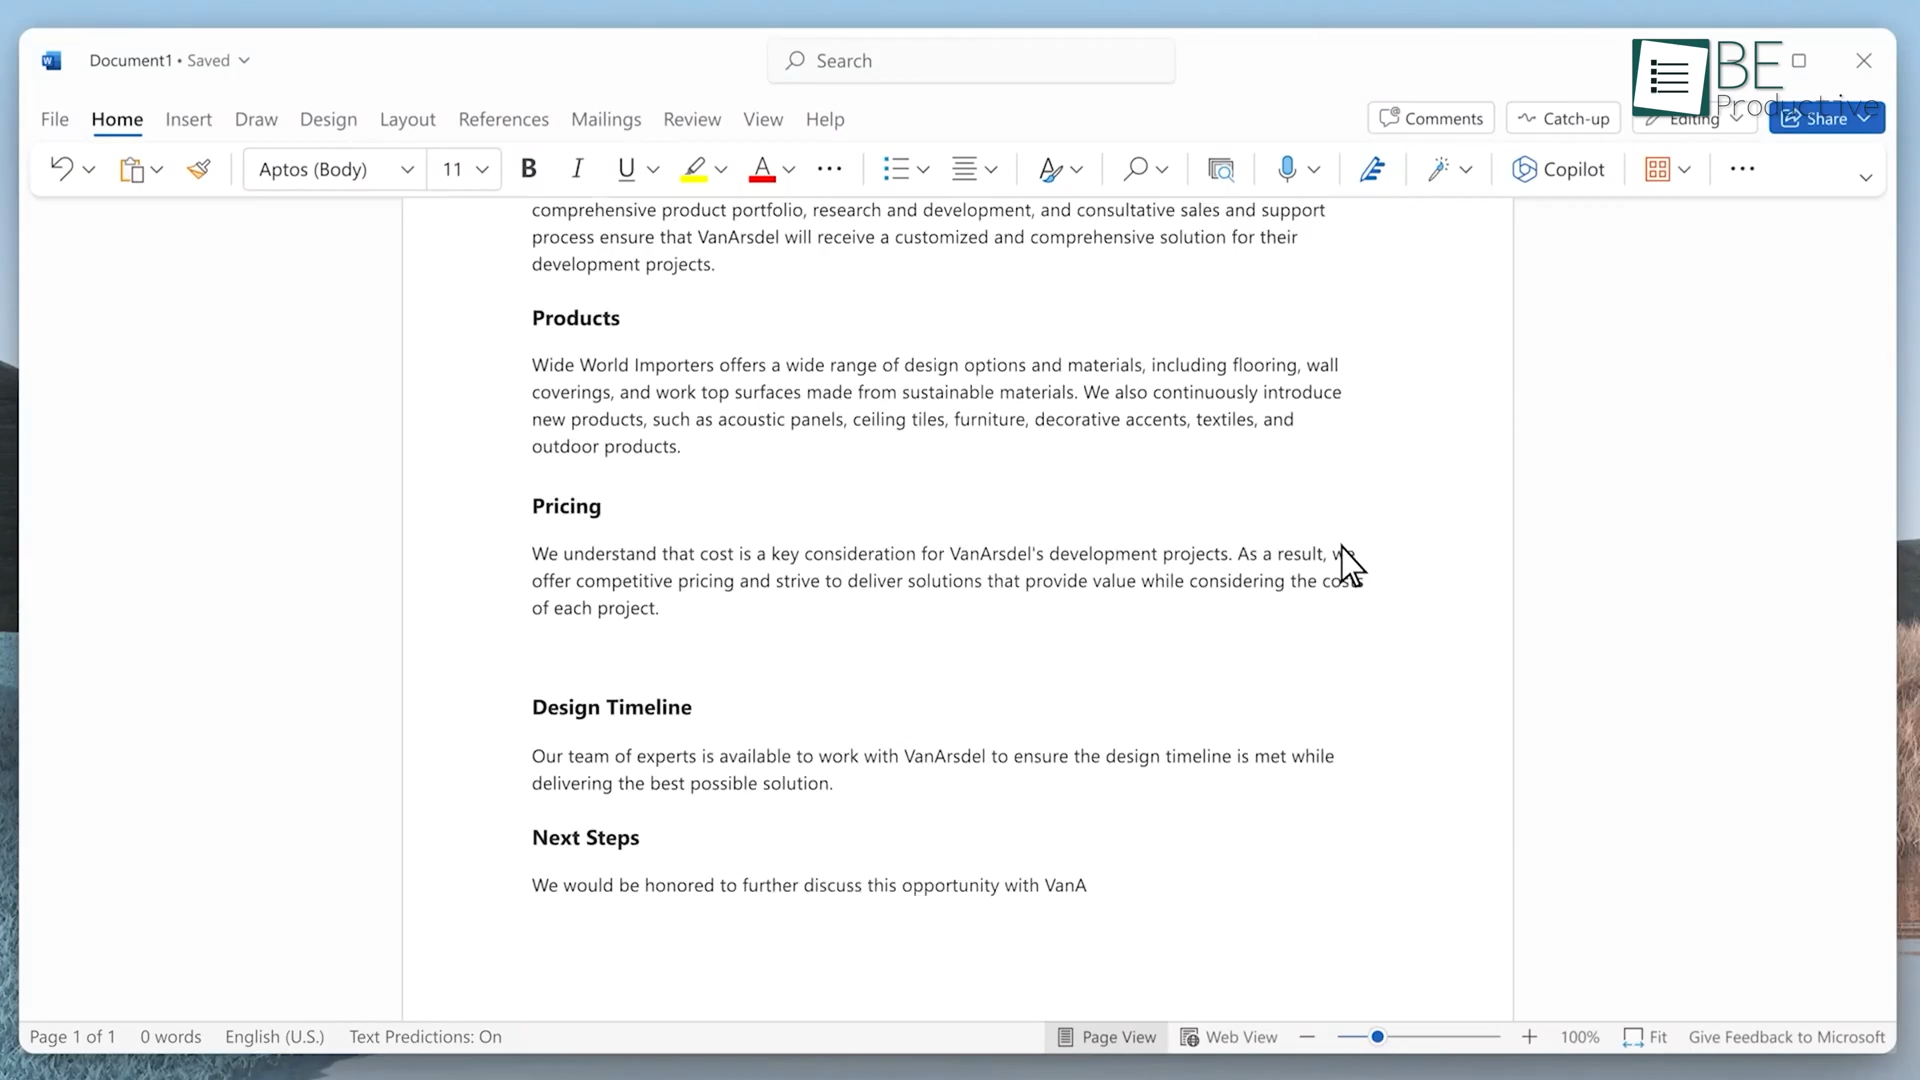 Document1 • Saved
Search
BE
Productive
File Home Insert Draw Design Layout References Mailings Review View Help
Comments Catch-up Editing Share
Aptos (Body) 11 B I U A Copilot
comprehensive product portfolio, research and development, and consultative sales and support
process ensure that VanArsdel will receive a customized and comprehensive solution for their
development projects.
Products
Wide World Importers offers a wide range of design options and materials, including flooring, wall
coverings, and work top surfaces made from sustainable materials. We also continuously introduce
new products, such as acoustic panels, ceiling tiles, furniture, decorative accents, textiles, and
outdoor products.
Pricing
We understand that cost is a key consideration for VanArsdel's development projects. As a result, we
offer competitive pricing and strive to deliver solutions that provide value while considering the costs
of each project.
Design Timeline
Our team of experts is available to work with VanArsdel to ensure the design timeline is met while
delivering the best possible solution.
Next Steps
We would be honored to further discuss this opportunity with VanA
Page 1 of 1 0 words English (U.S.) Text Predictions: On Page View Web View 100% Fit Give Feedback to Microsoft